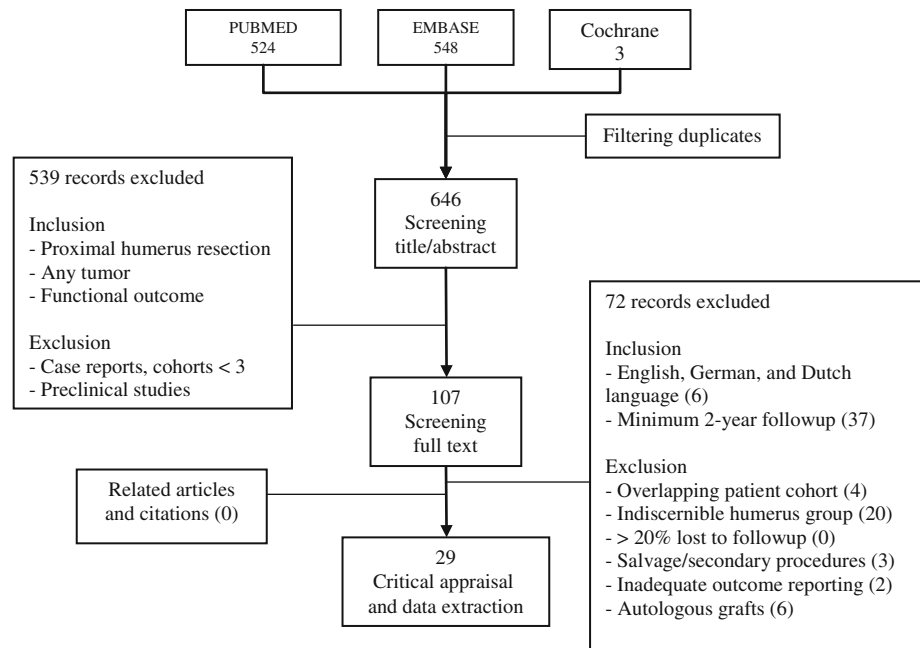 PUBMED
524
EMBASE
548
Cochrane
3
Filtering duplicates
539 records excluded
Inclusion
- Proximal humerus resection
- Any tumor
- Functional outcome
Exclusion
- Case reports, cohorts < 3
- Preclinical studies
646
Screening
title/abstract
72 records excluded
Inclusion
- English, German, and Dutch
language (6)
- Minimum 2-year followup (37)
Exclusion
- Overlapping patient cohort (4)
- Indiscernible humerus group (20)
- > 20% lost to followup (0)
- Salvage/secondary procedures (3)
- Inadequate outcome reporting (2)
- Autologous grafts (6)
107
Screening
full text
Related articles
and citations (0)
29
Critical appraisal
and data extraction